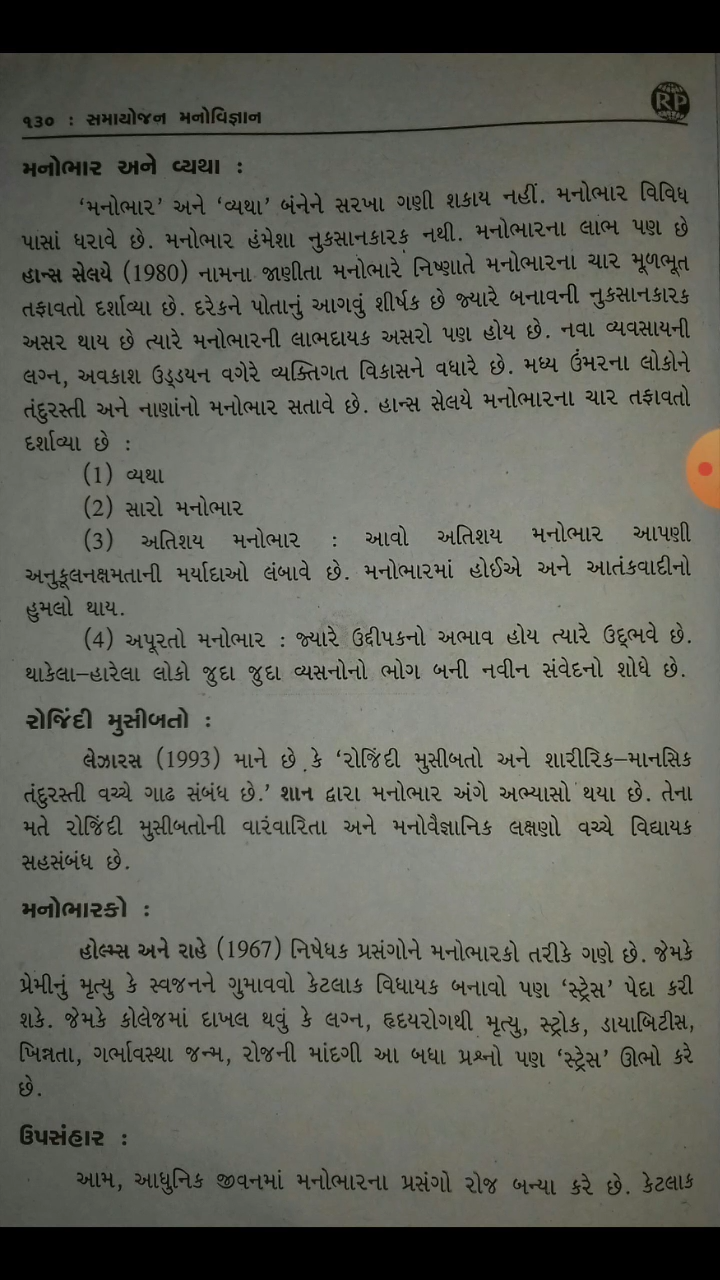 ૧૩૦ : સમાયોજન મનોવિજ્ઞાન
RP
મનોભાર અને વ્યથા :
‘મનોભાર’ અને ‘વ્યથા’ બંનેને સરખા ગણી શકાય નહીં. મનોભાર વિવિધ
પાસાં ધરાવે છે. મનોભાર હંમેશા નુકસાનકારક નથી. મનોભારના લાભ પણ છે
હાન્સ સેલયે (1980) નામના જાણીતા મનોભારે નિષ્ણાતે મનોભારના ચાર મૂળભૂત
તફાવતો દર્શાવ્યા છે. દરેકને પોતાનું આગવું શીર્ષક છે જ્યારે બનાવની નુકસાનકારક
અસર થાય છે ત્યારે મનોભારની લાભદાયક અસરો પણ હોય છે. નવા વ્યવસાયની
લગ્ન, અવકાશ ઉડ્ડયન વગેરે વ્યક્તિગત વિકાસને વધારે છે. મધ્ય ઉંમરના લોકોને
તંદુરસ્તી અને નાણાંનો મનોભાર સતાવે છે. હાન્સ સેલયે મનોભારના ચાર તફાવતો
દર્શાવ્યા છે :
(1) વ્યથા
(2) સારો મનોભાર
(3) અતિશય મનોભાર : આવો અતિશય મનોભાર આપણી
અનુકૂલનક્ષમતાની મર્યાદાઓ લંબાવે છે. મનોભારમાં હોઈએ અને આતંકવાદીનો
હુમલો થાય.
(4) અપૂરતો મનોભાર : જ્યારે ઉદ્દીપકનો અભાવ હોય ત્યારે ઉદ્ભવે છે.
થાકેલા–હારેલા લોકો જુદા જુદા વ્યસનોનો ભોગ બની નવીન સંવેદનો શોધે છે.
રોજિંદી મુસીબતો :
લેઝારસ (1993) માને છે કે ‘રોજિંદી મુસીબતો અને શારીરિક–માનસિક
તંદુરસ્તી વચ્ચે ગાઢ સંબંધ છે.’ શાન દ્વારા મનોભાર અંગે અભ્યાસો થયા છે. તેના
મતે રોજિંદી મુસીબતોની વારંવારિતા અને મનોવૈજ્ઞાનિક લક્ષણો વચ્ચે વિદ્યાયક
સહસંબંધ છે.
મનોભારકો :
હોલ્મ્સ અને રાહે (1967) નિષેધક પ્રસંગોને મનોભારકો તરીકે ગણે છે. જેમકે
પ્રેમીનું મૃત્યુ કે સ્વજનને ગુમાવવો કેટલાક વિધાયક બનાવો પણ ‘સ્ટ્રેસ’ પેદા કરી
શકે. જેમકે કોલેજમાં દાખલ થવું કે લગ્ન, હૃદયરોગથી મૃત્યુ, સ્ટ્રોક, ડાયાબિટીસ,
ખિન્નતા, ગર્ભાવસ્થા જન્મ, રોજની માંદગી આ બધા પ્રશ્નો પણ ‘સ્ટ્રેસ’ ઊભો કરે
છે.
ઉપસંહાર :
આમ, આધુનિક જીવનમાં મનોભારના પ્રસંગો રોજ બન્યા કરે છે. કેટલાક